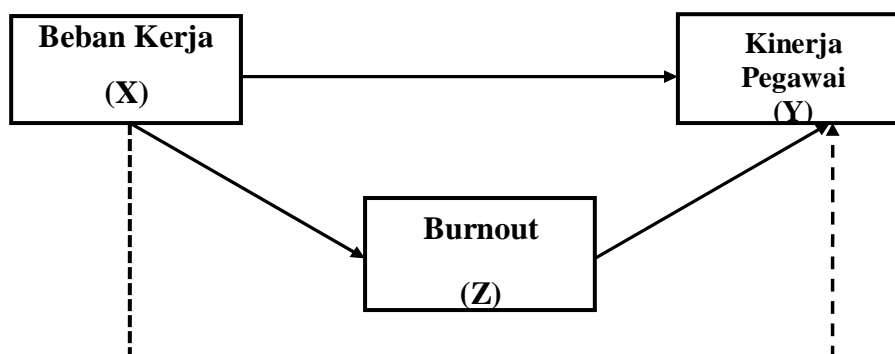 Beban Kerja
(X)
Kinerja
Pegawai
(Y)
Burnout
(Z)